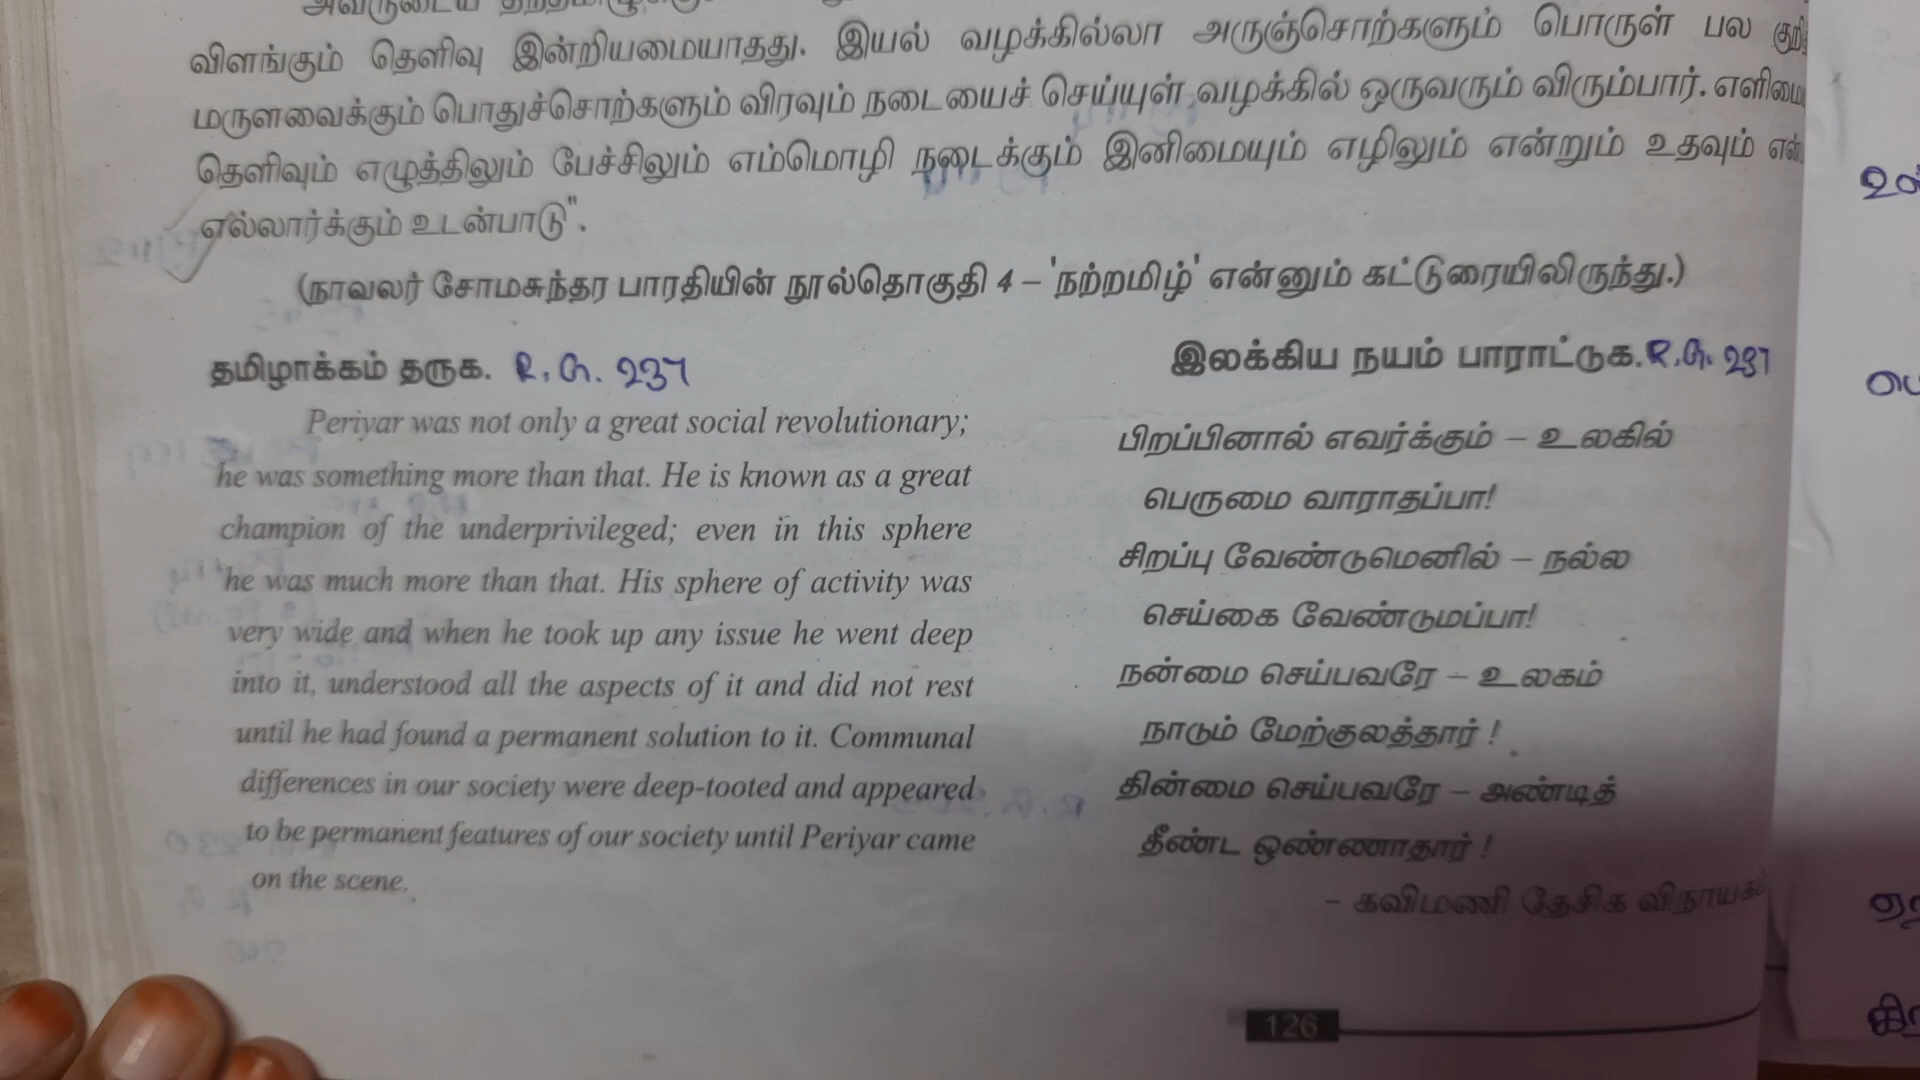 விளங்கும் தெளிவு இன்றியமையாதது. இயல் வழக்கில்லா அருஞ்சொற்களும் பொருள் பல
மருளவைக்கும் பொதுச்சொற்களும் விரவும் நடையைச் செய்யுள் வழக்கில் ஒருவரும் விரும்பார். எளிமை
தெளிவும் எழுத்திலும் பேச்சிலும் எம்மொழி நடைக்கும் இனிமையும் எழிலும் என்றும் உதவும்
எல்லார்க்கும் உடன்பாடு".
(நாவலர் சோமசுந்தர பாரதியின் நூல்தொகுதி 4 – 'நற்றமிழ்' என்னும் கட்டுரையிலிருந்து.)
தமிழாக்கம் தருக. R. G. 237
Periyar was not only a great social revolutionary;
he was something more than that. He is known as a great
champion of the underprivileged; even in this sphere
he was much more than that. His sphere of activity was
very wide and when he took up any issue he went deep
into it, understood all the aspects of it and did not rest
until he had found a permanent solution to it. Communal
differences in our society were deep-tooted and appeared
to be permanent features of our society until Periyar came
on the scene.
இலக்கிய நயம் பாராட்டுக. R. G. 237
பிறப்பினால் எவர்க்கும் – உலகில்
பெருமை வாராதப்பா!
சிறப்பு வேண்டுமெனில் – நல்ல
செய்கை வேண்டுமப்பா!
நன்மை செய்பவரே – உலகம்
நாடும் மேற்குலத்தார் !
தின்மை செய்பவரே – அண்டித்
தீண்ட ஒண்ணாதார் !
– கவிமணி தேசிக
126